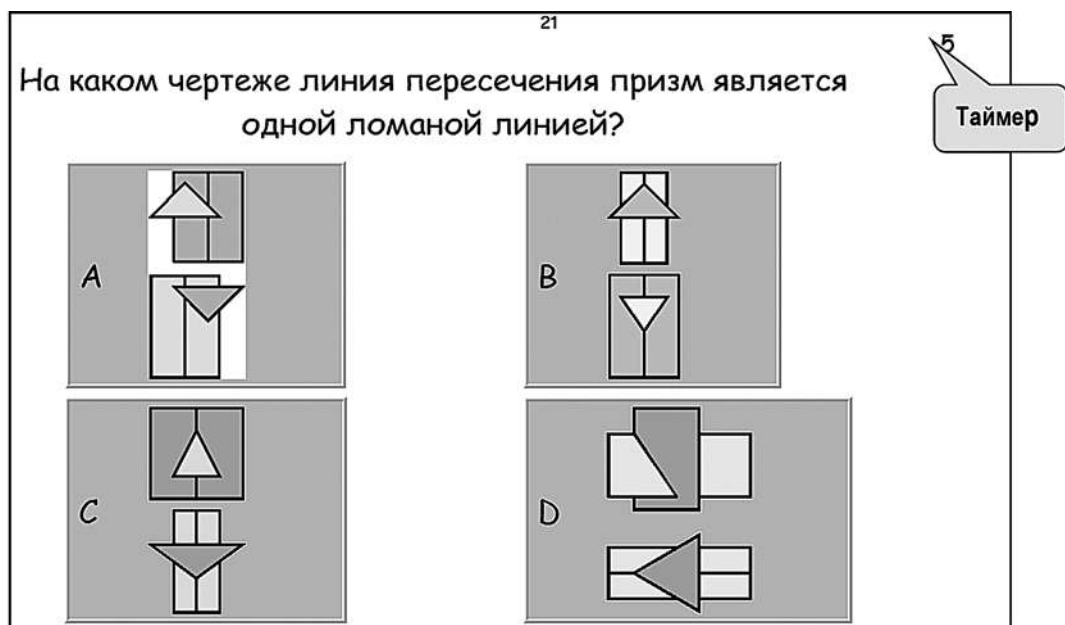 21
5
На каком чертеже линия пересечения призм является
одной ломаной линией?
Таймер
A
B
C
D